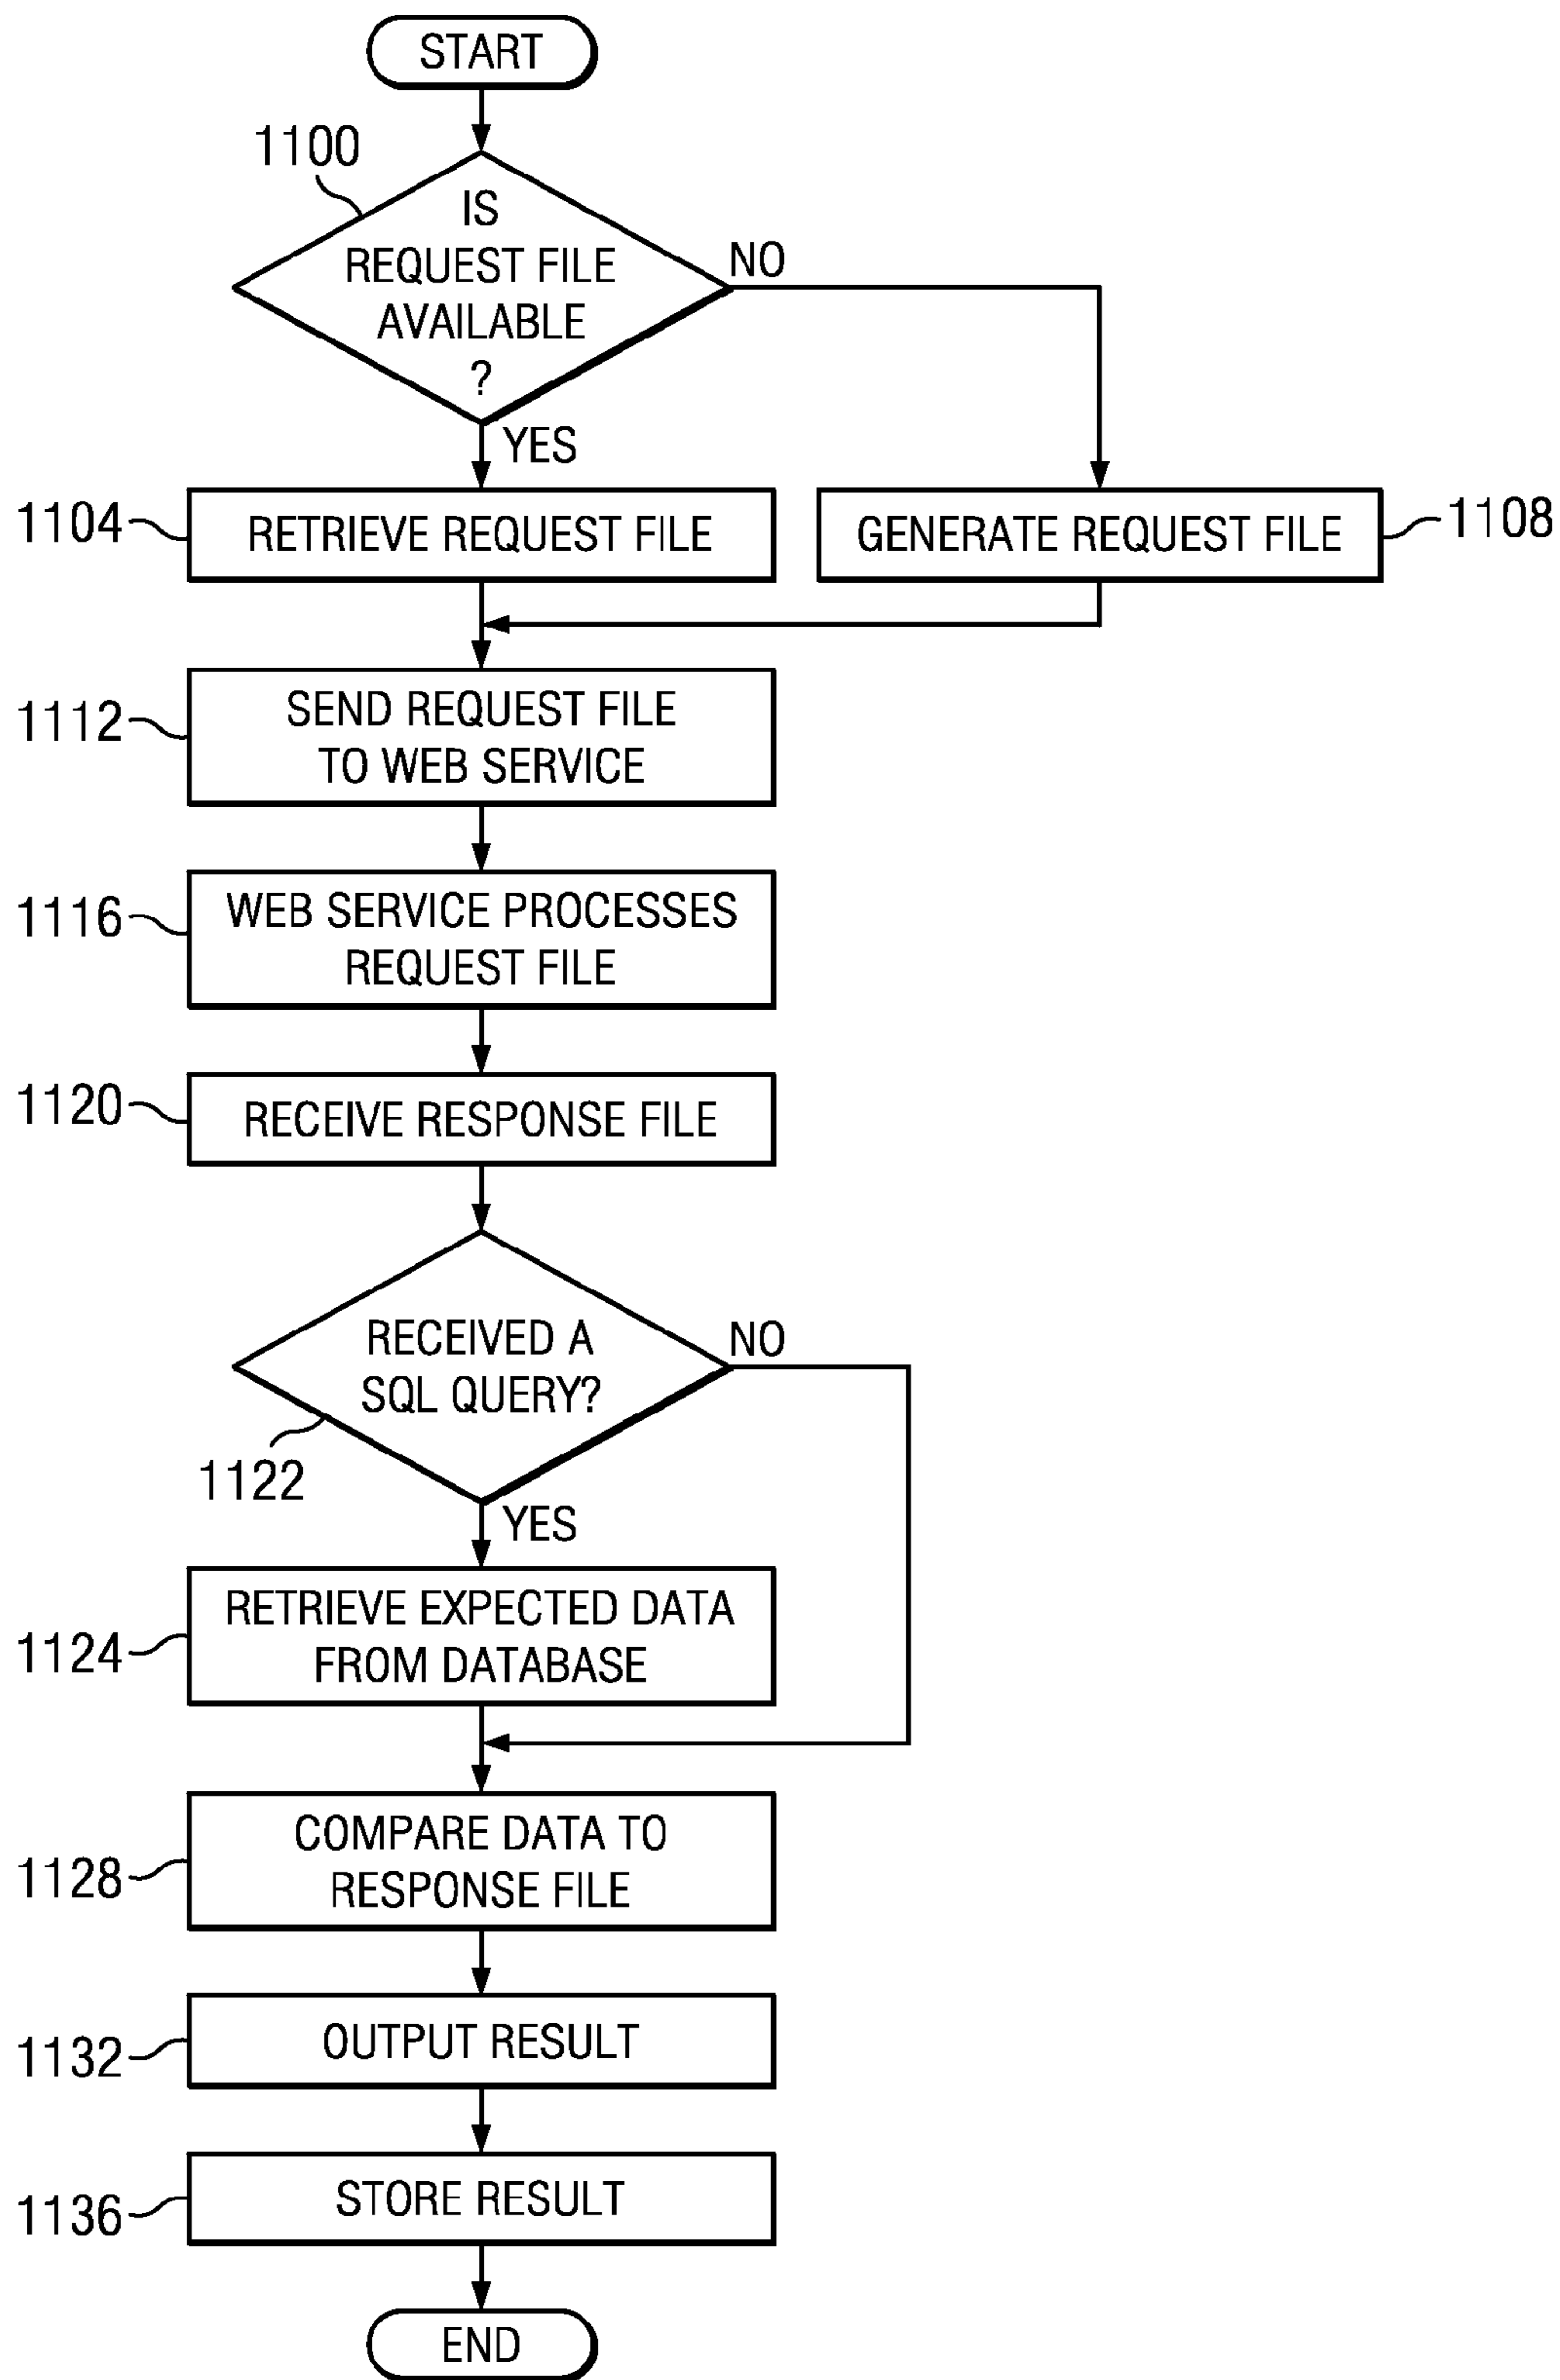 START
1100
IS
REQUEST FILE
AVAILABLE
?
NO
YES
1104
RETRIEVE REQUEST FILE
GENERATE REQUEST FILE
1108
1112
SEND REQUEST FILE
TO WEB SERVICE
1116
WEB SERVICE PROCESSES
REQUEST FILE
1120
RECEIVE RESPONSE FILE
RECEIVED A
SQL QUERY?
NO
1122
YES
1124
RETRIEVE EXPECTED DATA
FROM DATABASE
1128
COMPARE DATA TO
RESPONSE FILE
1132
OUTPUT RESULT
1136
STORE RESULT
END